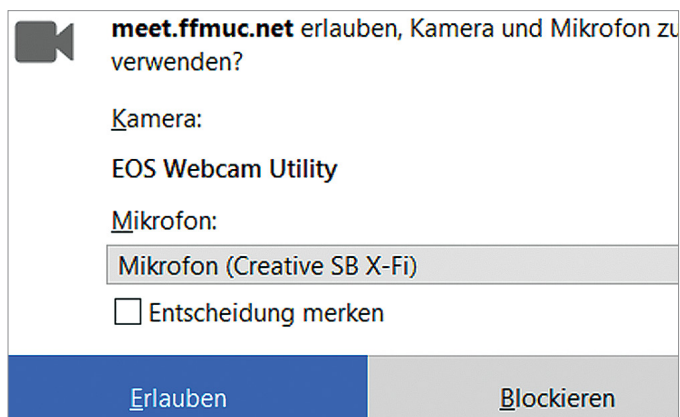 meet.ffmuc.net erlauben, Kamera und Mikrofon zu
verwenden?
Kamera:
EOS Webcam Utility
Mikrofon:
Mikrofon (Creative SB X-Fi)
Entscheidung merken
Erlauben
Blockieren